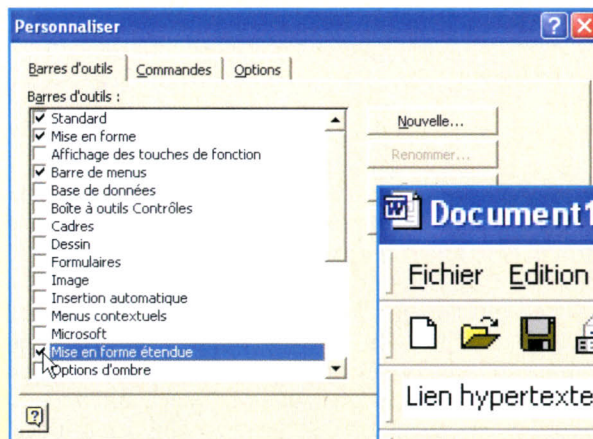 Personnaliser
Barres d'outils
Commandes
Options
Barres d'outils :
Standard
Mise en forme
Affichage des touches de fonction
Barre de menus
Base de données
Boîte à outils Contrôles
Cadres
Dessin
Formulaires
Image
Insertion automatique
Menus contextuels
Microsoft
Mise en forme étendue
Options d'ombre
Nouvelle...
Renommer...
Document1
Fichier Edition
Lien hypertexte